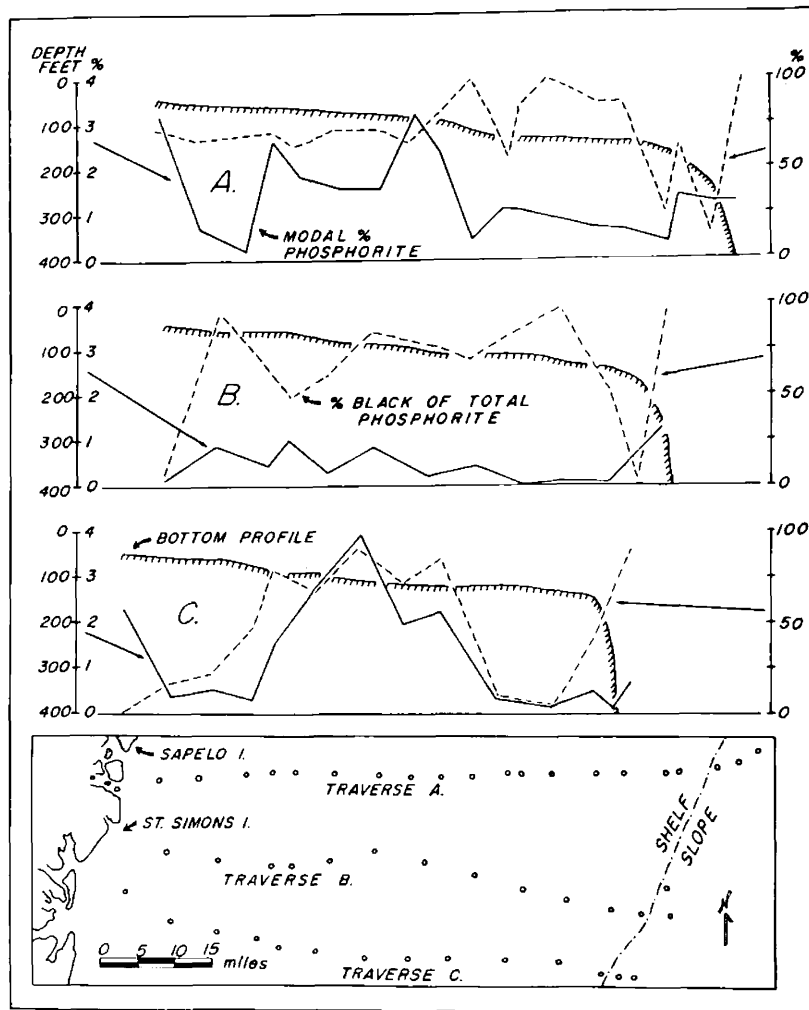 DEPTH
FEET %
%
0 4
100 3
200 2
300 1
400 0
100
50
0
A.
MODAL %
PHOSPHORITE
0 4
100 3
200 2
300 1
400 0
100
50
0
B.
% BLACK OF TOTAL
PHOSPHORITE
BOTTOM PROFILE
0 4
100 3
200 2
300 1
400 0
100
50
0
C.
SAPELO I.
TRAVERSE A.
ST. SIMONS I.
SHELF
SLOPE
TRAVERSE B.
N
0 5 10 15
miles
TRAVERSE C.